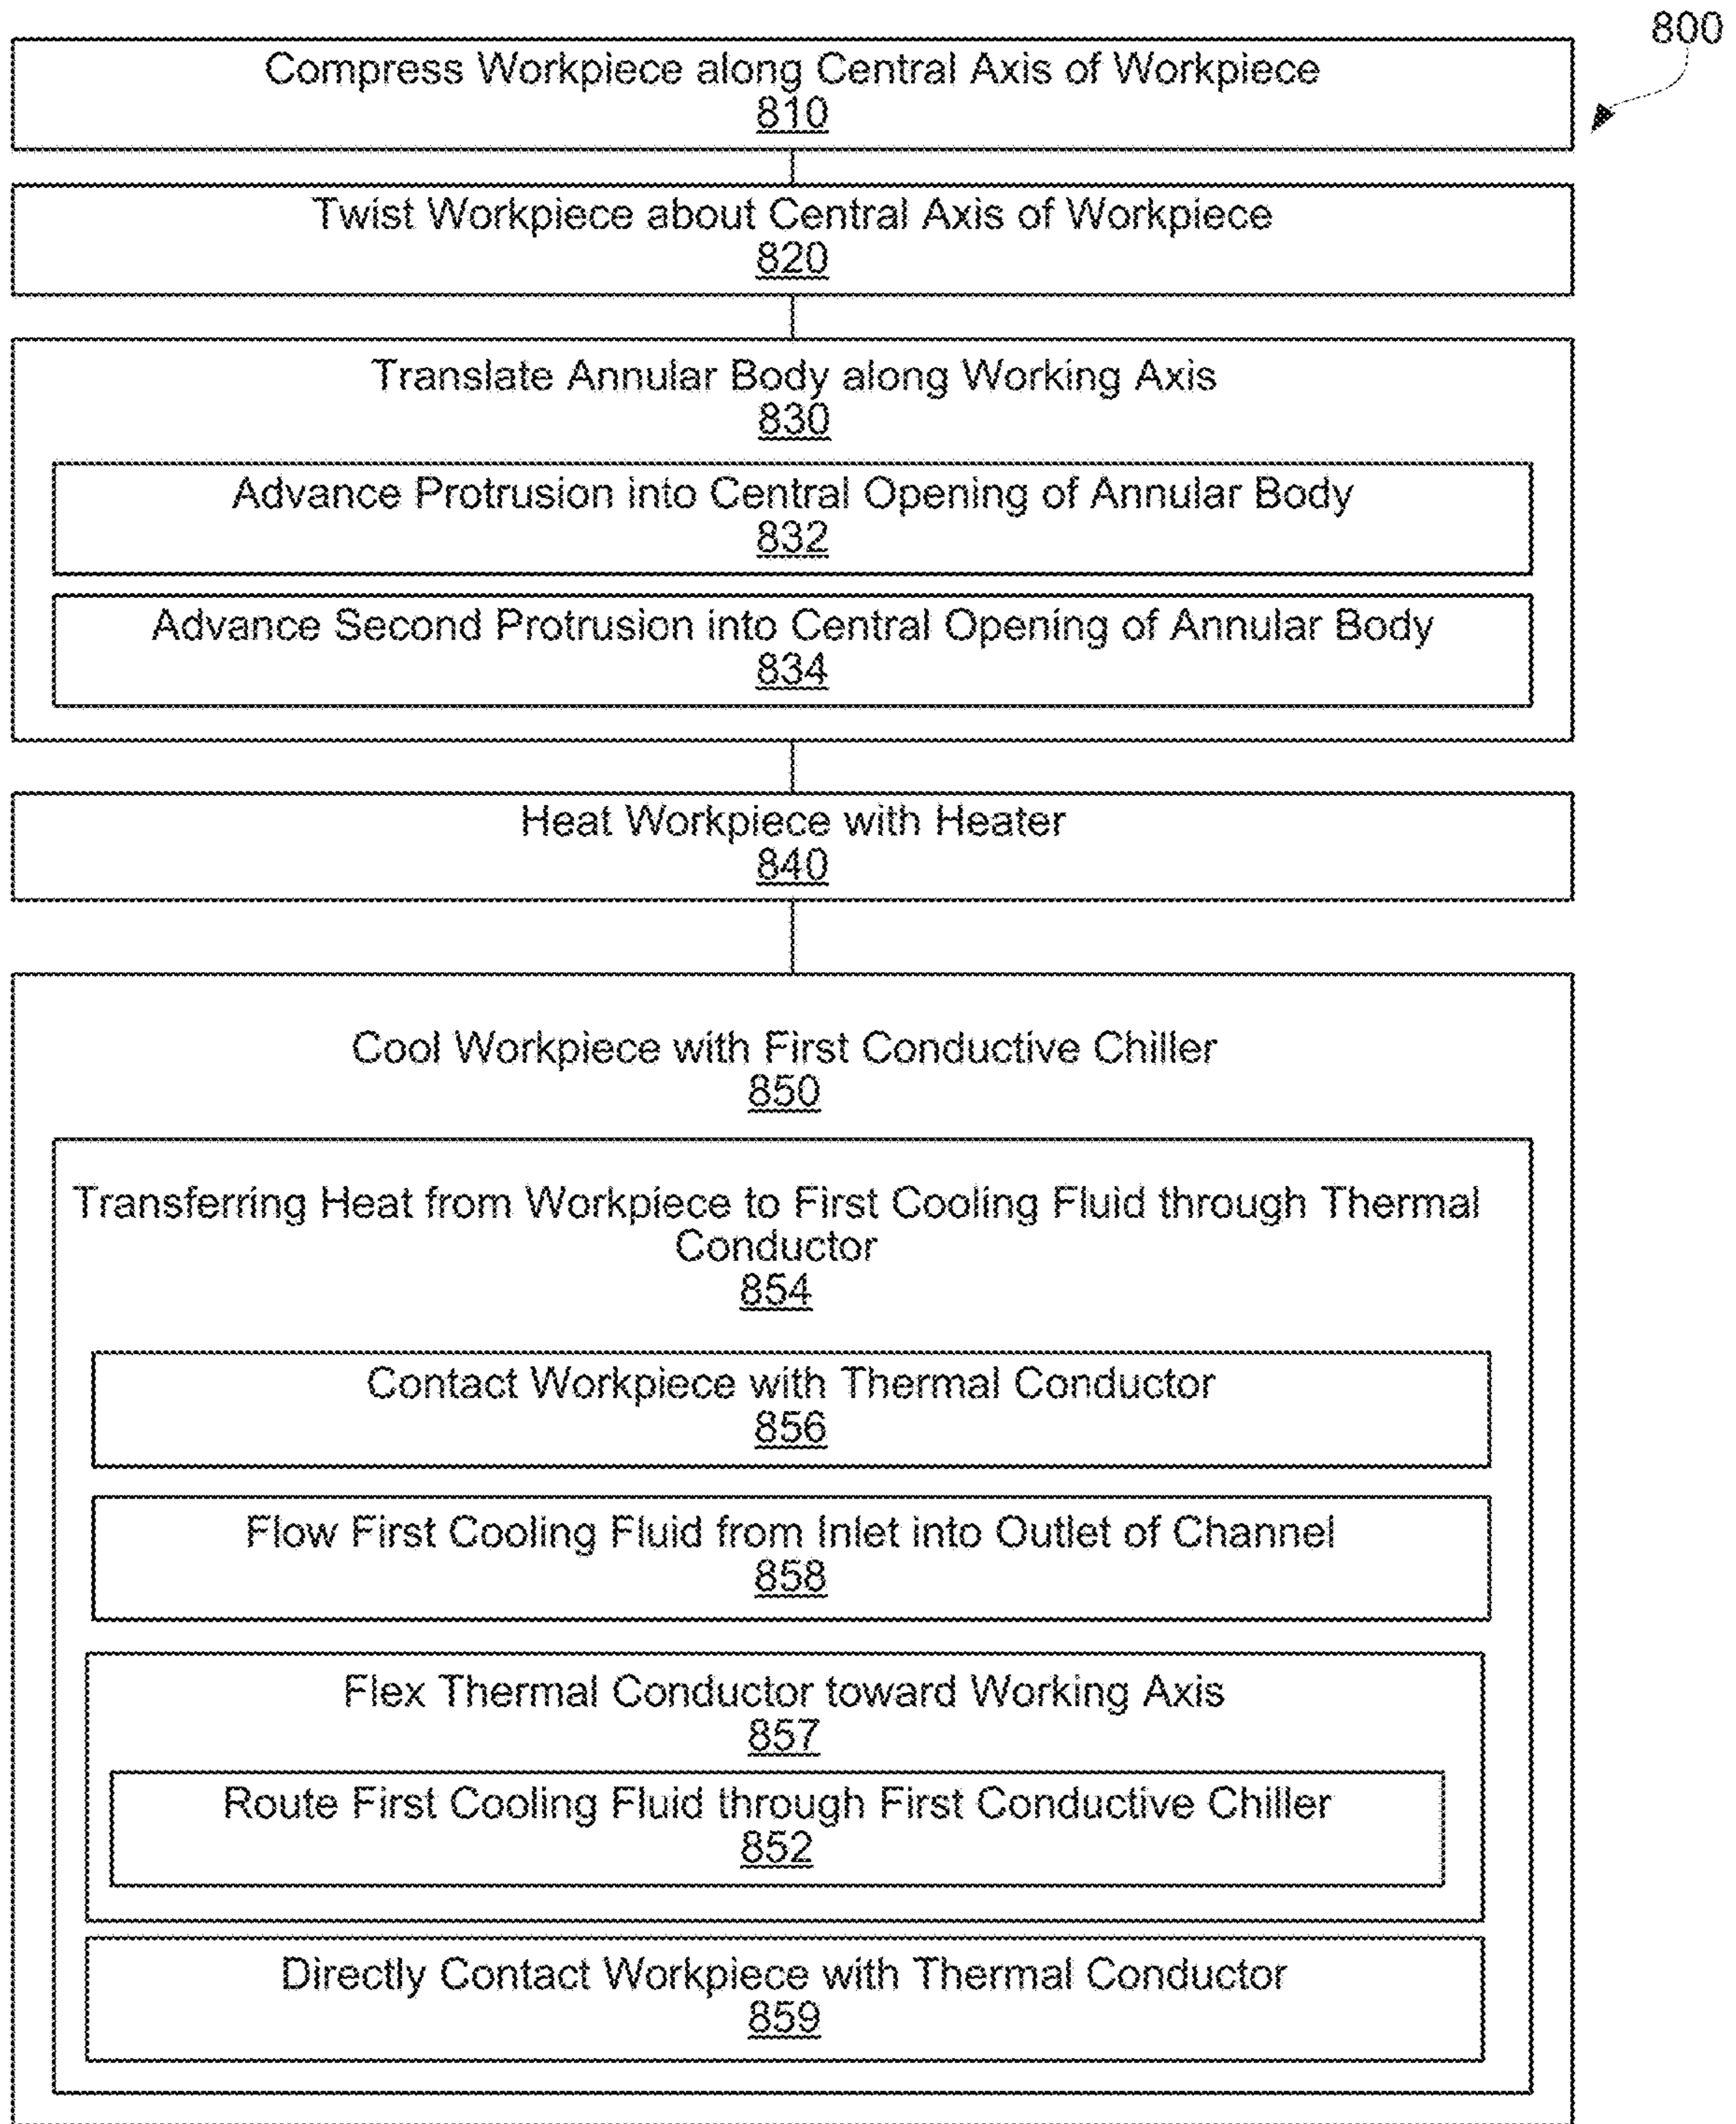 800
Compress Workpiece along Central Axis of Workpiece
810
Twist Workpiece about Central Axis of Workpiece
820
Translate Annular Body along Working Axis
830
Advance Protrusion into Central Opening of Annular Body
832
Advance Second Protrusion into Central Opening of Annular Body
834
Heat Workpiece with Heater
840
Cool Workpiece with First Conductive Chiller
850
Transferring Heat from Workpiece to First Cooling Fluid through Thermal
Conductor
854
Contact Workpiece with Thermal Conductor
856
Flow First Cooling Fluid from Inlet into Outlet of Channel
858
Flex Thermal Conductor toward Working Axis
857
Route First Cooling Fluid through First Conductive Chiller
852
Directly Contact Workpiece with Thermal Conductor
859